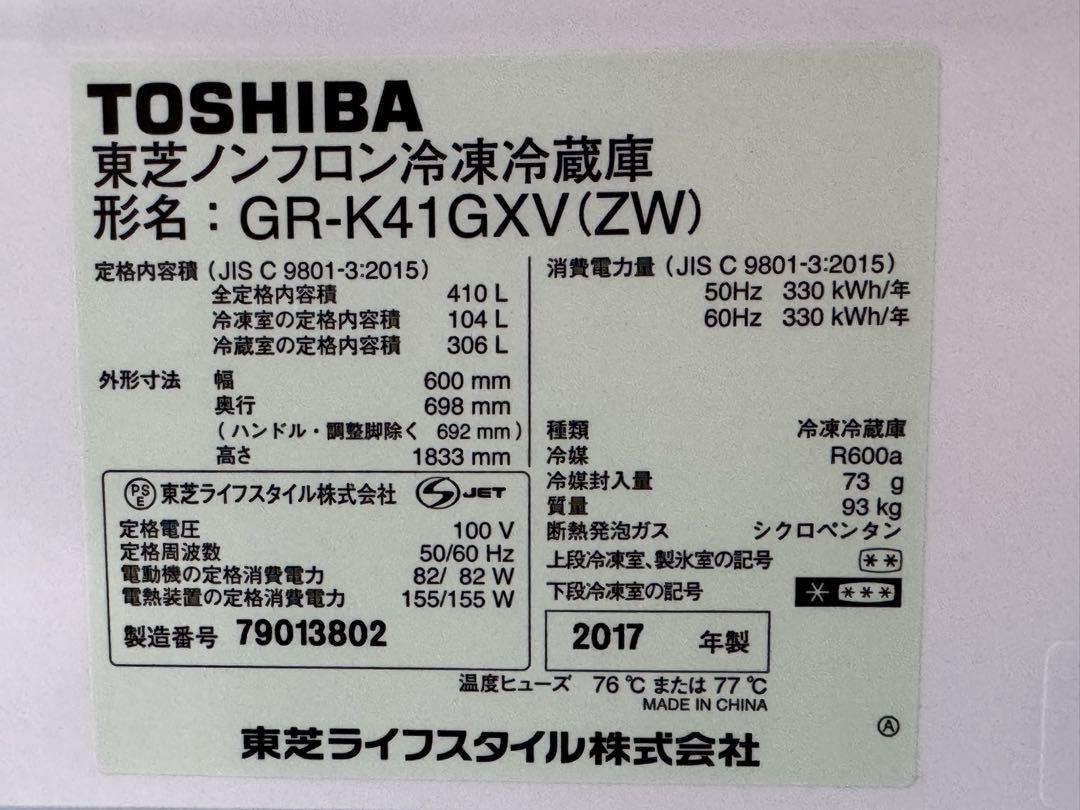 TOSHIBA
東芝ノンフロン冷凍冷蔵庫
形名：GR-K41GXV(ZW)
定格内容積（JIS C 9801-3:2015）
全定格内容積 410 L
冷凍室の定格内容積 104 L
冷蔵室の定格内容積 306 L
外形寸法 幅 600 mm
奥行 698 mm
（ハンドル・調整脚除く 692 mm）
高さ 1833 mm
消費電力量（JIS C 9801-3:2015）
50Hz 330 kWh/年
60Hz 330 kWh/年
種類 冷凍冷蔵庫
冷媒 R600a
冷媒封入量 73 g
質量 93 kg
断熱発泡ガス シクロペンタン
上段冷凍室、製氷室の記号 **
下段冷凍室の記号 * ***
PSE 東芝ライフスタイル株式会社 JET
定格電圧 100 V
定格周波数 50/60 Hz
電動機の定格消費電力 82/ 82 W
電熱装置の定格消費電力 155/155 W
製造番号 79013802
2017 年製
温度ヒューズ 76 ℃ または 77 ℃
MADE IN CHINA
東芝ライフスタイル株式会社
Ⓐ